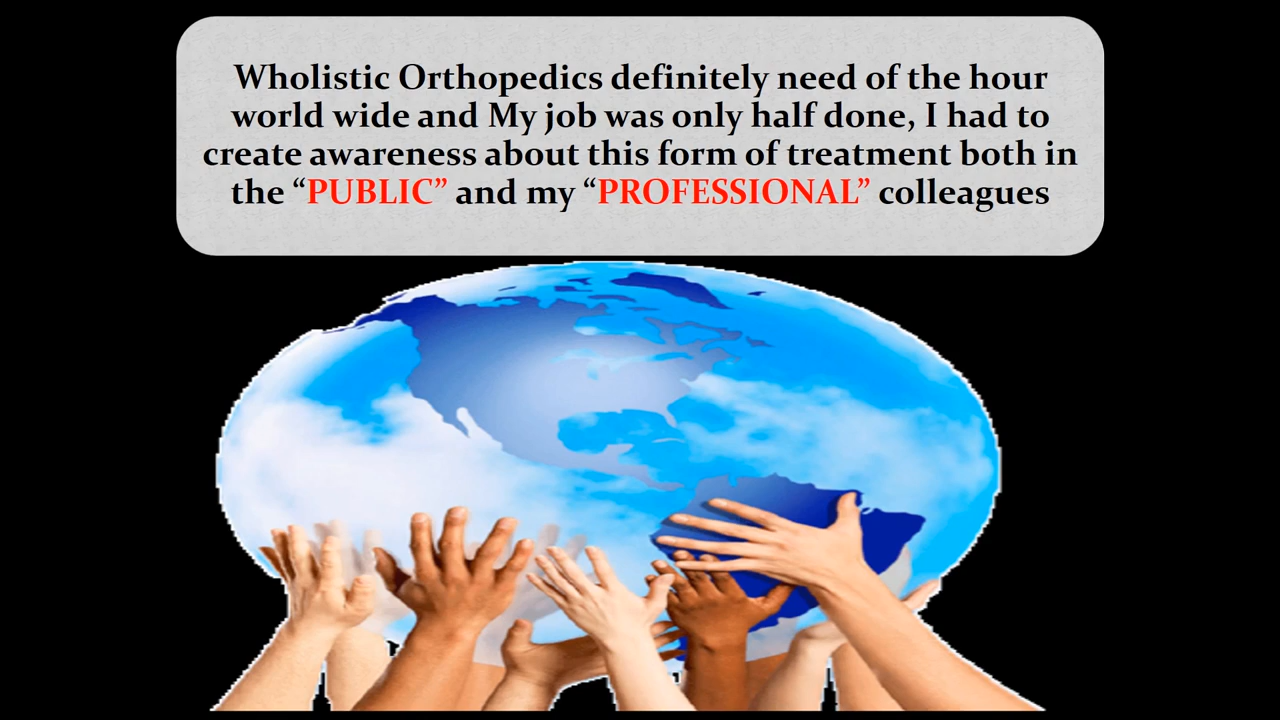 Wholistic Orthopedics definitely need of the hour
world wide and My job was only half done, I had to
create awareness about this form of treatment both in
the “PUBLIC” and my “PROFESSIONAL” colleagues